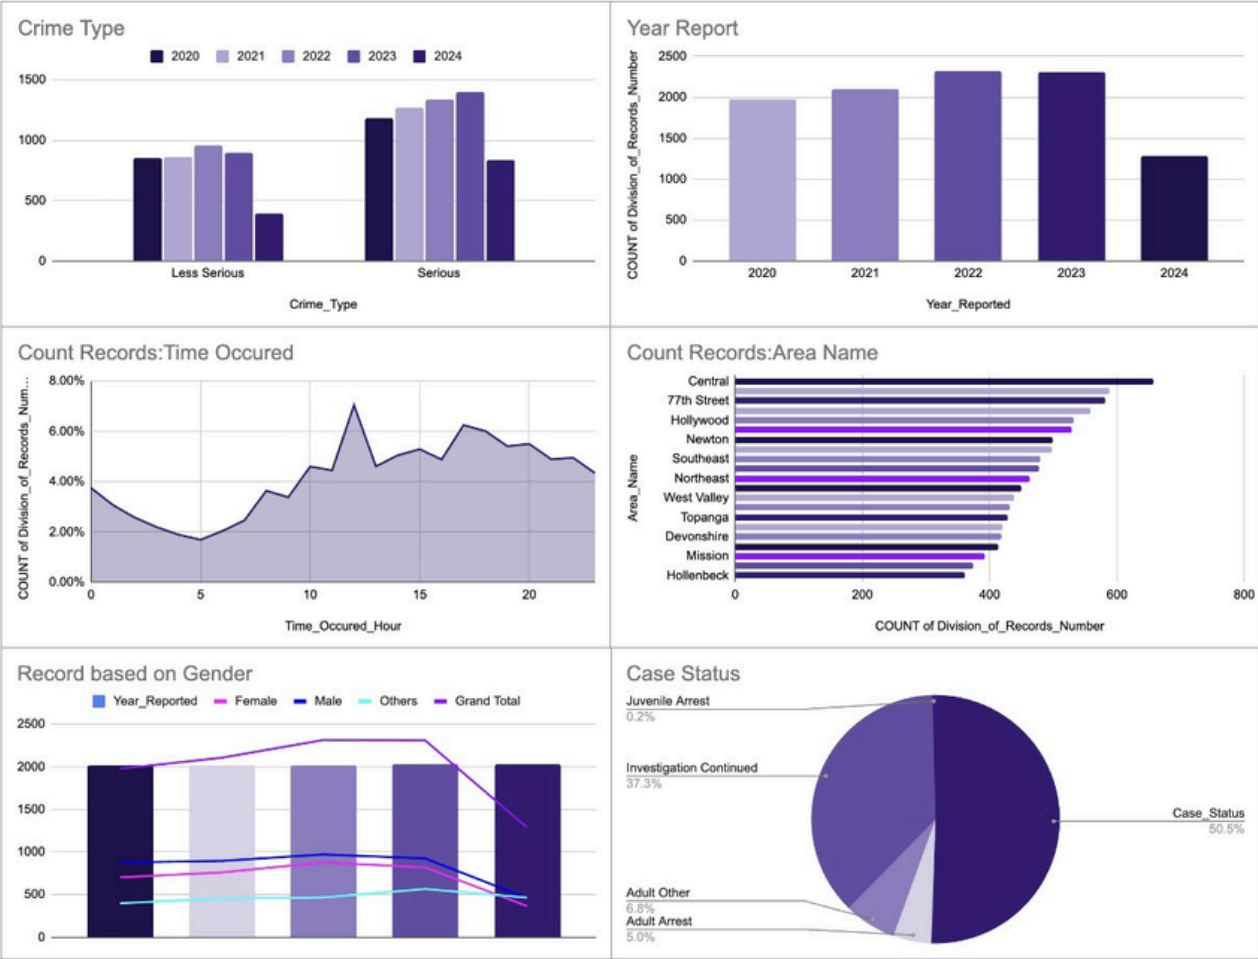 Crime Type
2020 2021 2022 2023 2024
1500
1000
500
0
Less Serious Serious
Crime_Type
Year Report
COUNT of Division_of_Records_Number
2500
2000
1500
1000
500
0
2020 2021 2022 2023 2024
Year_Reported
Count Records:Time Occured
COUNT of Division_of_Records_Num...
8.00%
6.00%
4.00%
2.00%
0.00%
0 5 10 15 20
Time_Occured_Hour
Count Records:Area Name
Area_Name
Central
77th Street
Hollywood
Newton
Southeast
Northeast
West Valley
Topanga
Devonshire
Mission
Hollenbeck
0 200 400 600 800
COUNT of Division_of_Records_Number
Record based on Gender
Year_Reported Female Male Others Grand Total
2500
2000
1500
1000
500
0
Case Status
Juvenile Arrest
0.2%
Investigation Continued
37.3%
Case_Status
50.5%
Adult Other
6.8%
Adult Arrest
5.0%